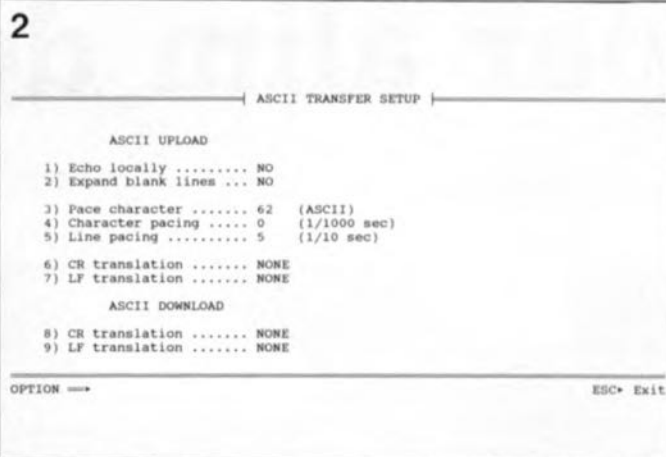 2
ASCII TRANSFER SETUP
ASCII UPLOAD
1) Echo locally ......... NO
2) Expand blank lines ... NO
3) Pace character ....... 62 (ASCII)
4) Character pacing ..... 0 (1/1000 sec)
5) Line pacing .......... 5 (1/10 sec)
6) CR translation ....... NONE
7) LF translation ....... NONE
ASCII DOWNLOAD
8) CR translation ....... NONE
9) LF translation ....... NONE
OPTION ══► ESC► Exit